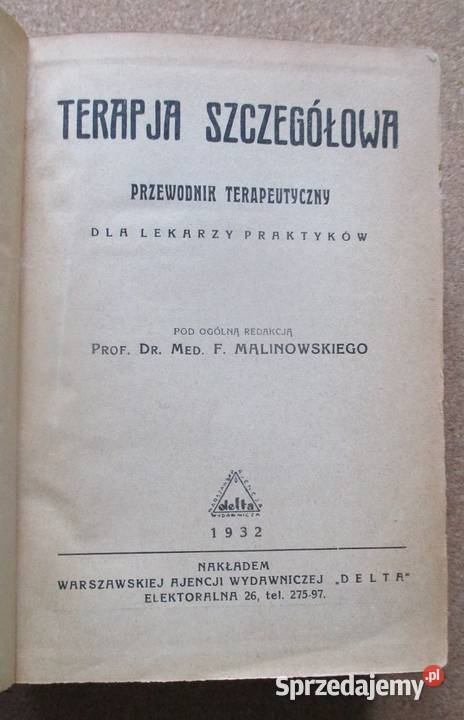 TERAPJA SZCZEGÓŁOWA
PRZEWODNIK TERAPEUTYCZNY
DLA LEKARZY PRAKTYKÓW
POD OGÓLNĄ REDAKCJĄ
PROF. DR. MED. F. MALINOWSKIEGO
delta
WYDAWNICZA
1932
NAKŁADEM
WARSZAWSKIEJ AJENCJI WYDAWNICZEJ „DELTA"
ELEKTORALNA 26, tel. 275-97.
Sprzedajemy.pl